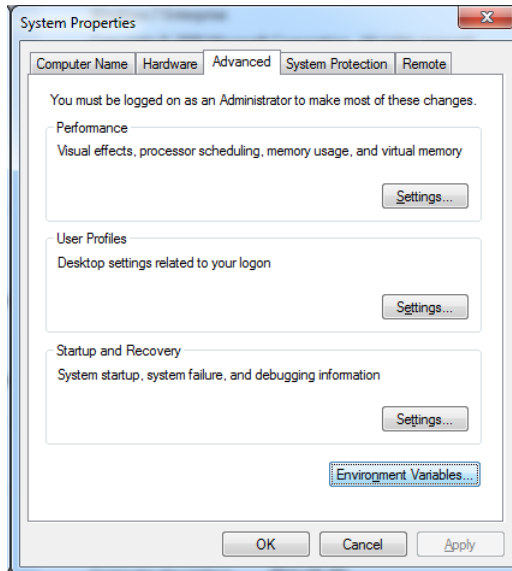 System Properties
Computer Name Hardware Advanced System Protection Remote
You must be logged on as an Administrator to make most of these changes.
Performance
Visual effects, processor scheduling, memory usage, and virtual memory
Settings...
User Profiles
Desktop settings related to your logon
Settings...
Startup and Recovery
System startup, system failure, and debugging information
Settings...
Environment Variables...
OK Cancel Apply